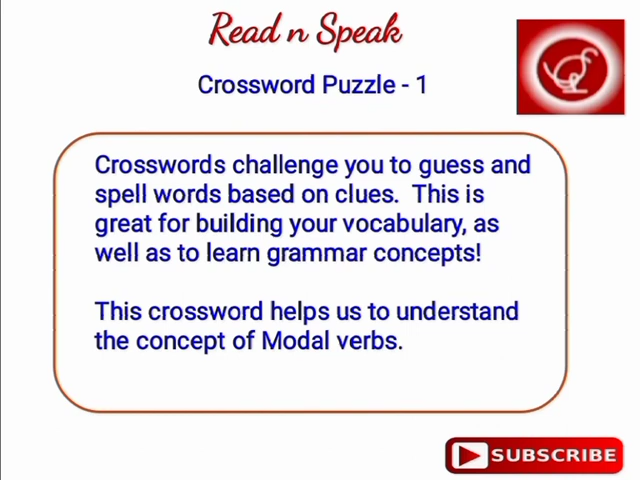 Read n Speak
Crossword Puzzle - 1
Crosswords challenge you to guess and
spell words based on clues. This is
great for building your vocabulary, as
well as to learn grammar concepts!
This crossword helps us to understand
the concept of Modal verbs.
SUBSCRIBE